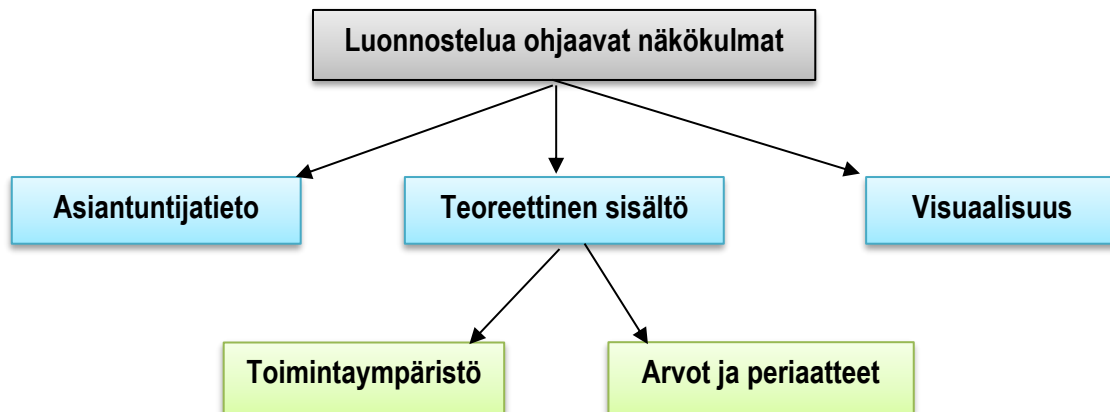 Luonnostelua ohjaavat näkökulmat
Asiantuntijatieto
Teoreettinen sisältö
Visuaalisuus
Toimintaympäristö
Arvot ja periaatteet